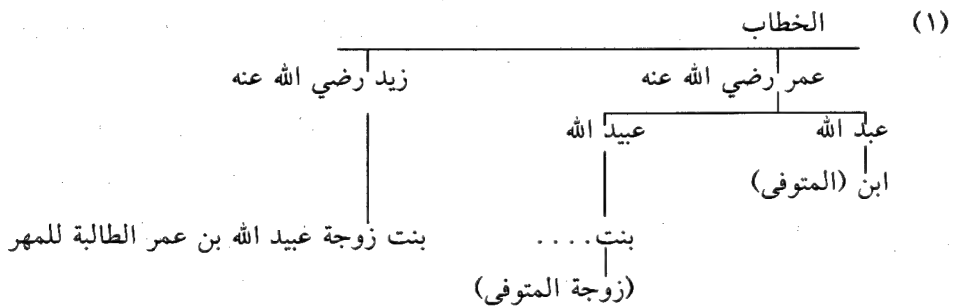 (١) الخطاب
عمر رضي الله عنه زيد رضي الله عنه
عبد الله عبيد الله
ابن (المتوفى)
بنت.... بنت زوجة عبيد الله بن عمر الطالبة للمهر
(زوجة المتوفى)